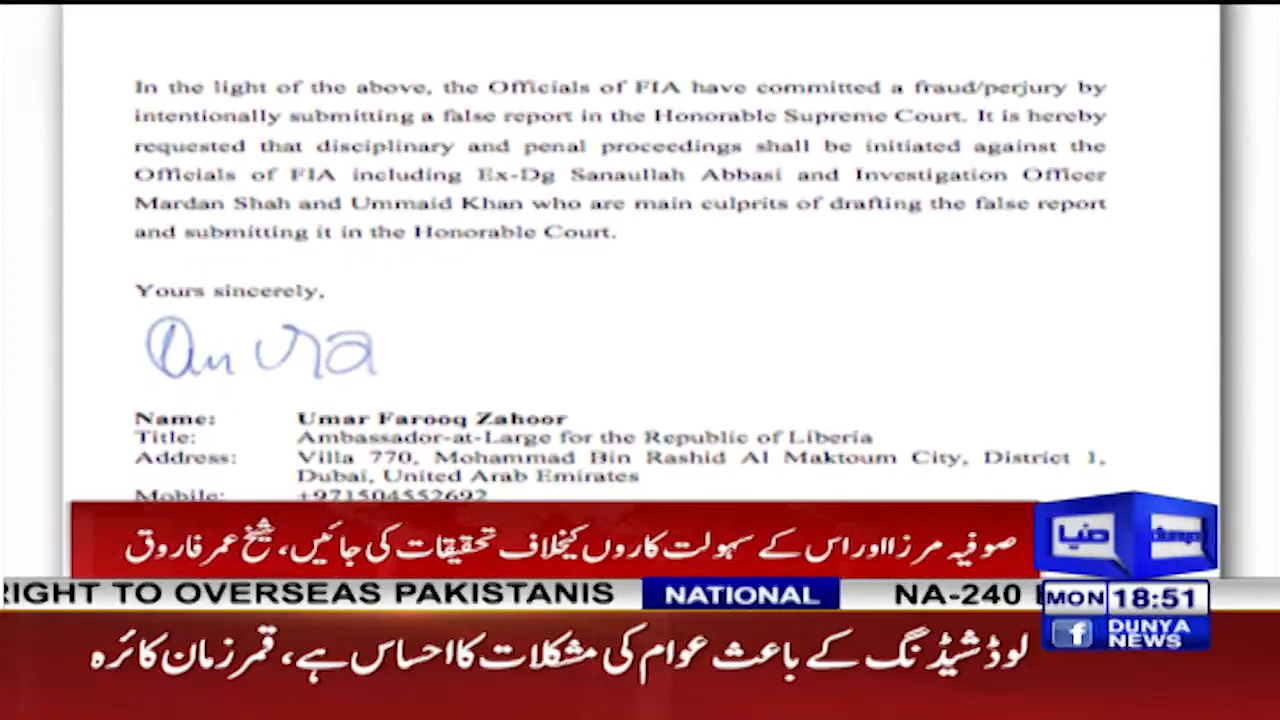 In the light of the above, the Officials of FIA have committed a fraud/perjury by
intentionally submitting a false report in the Honorable Supreme Court. It is hereby
requested that disciplinary and penal proceedings shall be initiated against the
Officials of FIA including Ex-Dg Sanaullah Abbasi and Investigation Officer
Mardan Shah and Ummaid Khan who are main culprits of drafting the false report
and submitting it in the Honorable Court.
Yours sincerely,
Name: Umar Farooq Zahoor
Title: Ambassador-at-Large for the Republic of Liberia
Address: Villa 770, Mohammad Bin Rashid Al Maktoum City, District 1,
Dubai, United Arab Emirates
Mobile: +971504552692
صوفیہ مرزا اور اس کے سہولت کاروں کیخلاف تحقیقات کی جائیں، شیخ عمر فاروق
دنیا
RIGHT TO OVERSEAS PAKISTANIS NATIONAL NA-240
MON 18:51
DUNYA NEWS
لوڈشیڈنگ کے باعث عوام کی مشکلات کا احساس ہے، قمر زمان کائرہ